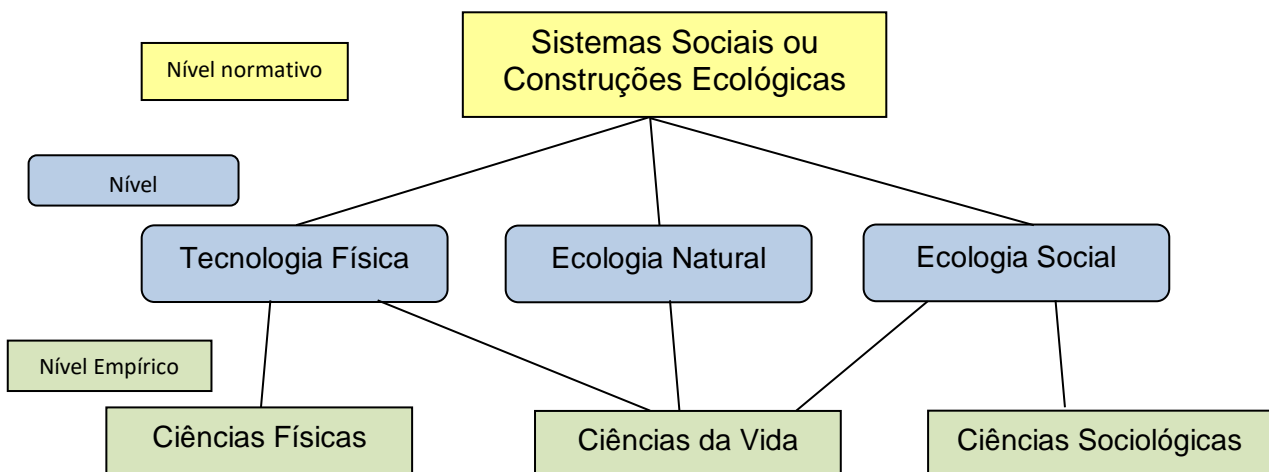 Sistemas Sociais ou
Construções Ecológicas
Nível normativo
Nível
Tecnologia Física
Ecologia Natural
Ecologia Social
Nível Empírico
Ciências Físicas
Ciências da Vida
Ciências Sociológicas